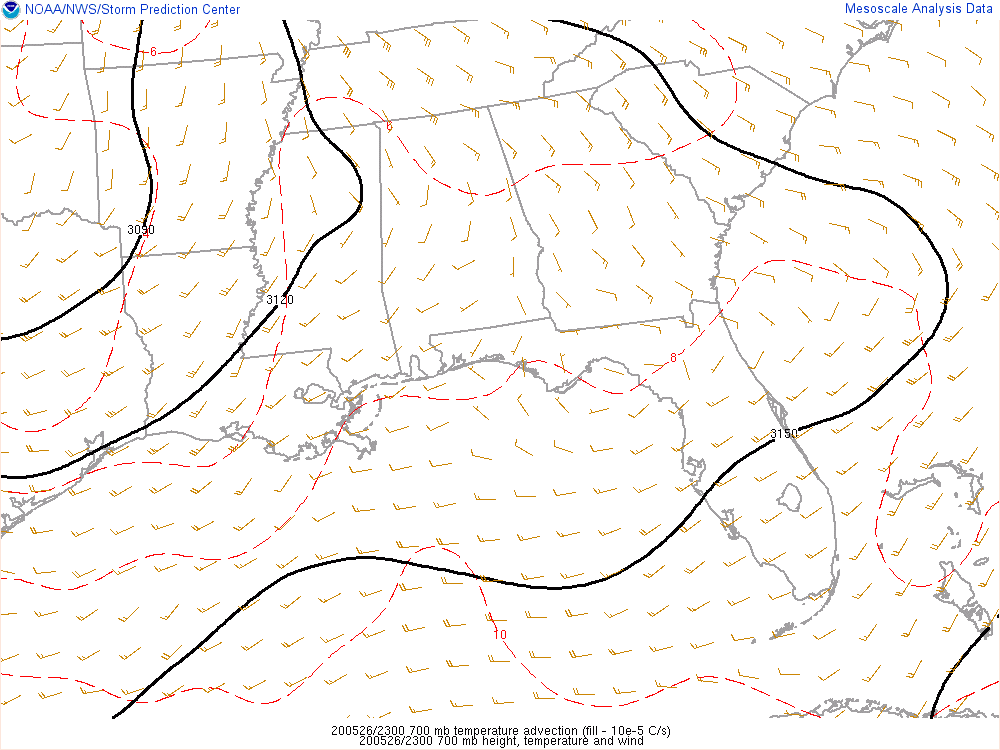 NOAA/NWS/Storm Prediction Center
Mesoscale Analysis Data
6
6
3090
3120
8
3150
10
200526/2300 700 mb temperature advection (fill - 10e-5 C/s)
200526/2300 700 mb height, temperature and wind